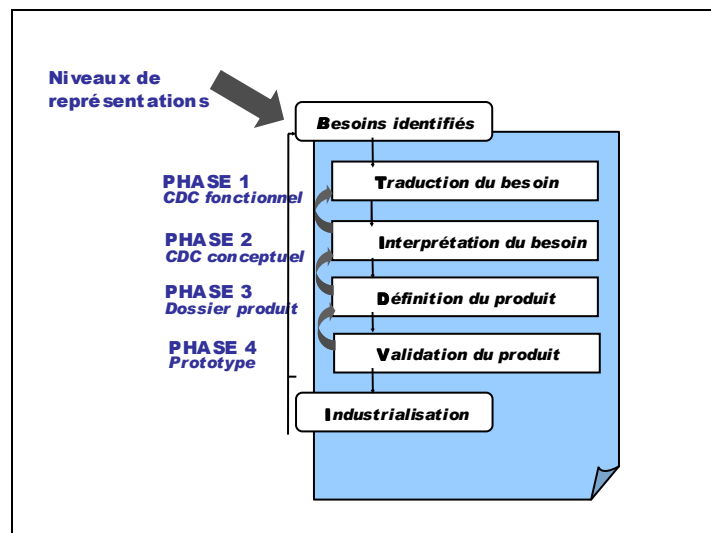 Niveaux de
représentations
Besoins identifiés
PHASE 1
CDC fonctionnel
Traduction du besoin
PHASE 2
CDC conceptuel
Interprétation du besoin
PHASE 3
Dossier produit
Définition du produit
PHASE 4
Prototype
Validation du produit
Industrialisation